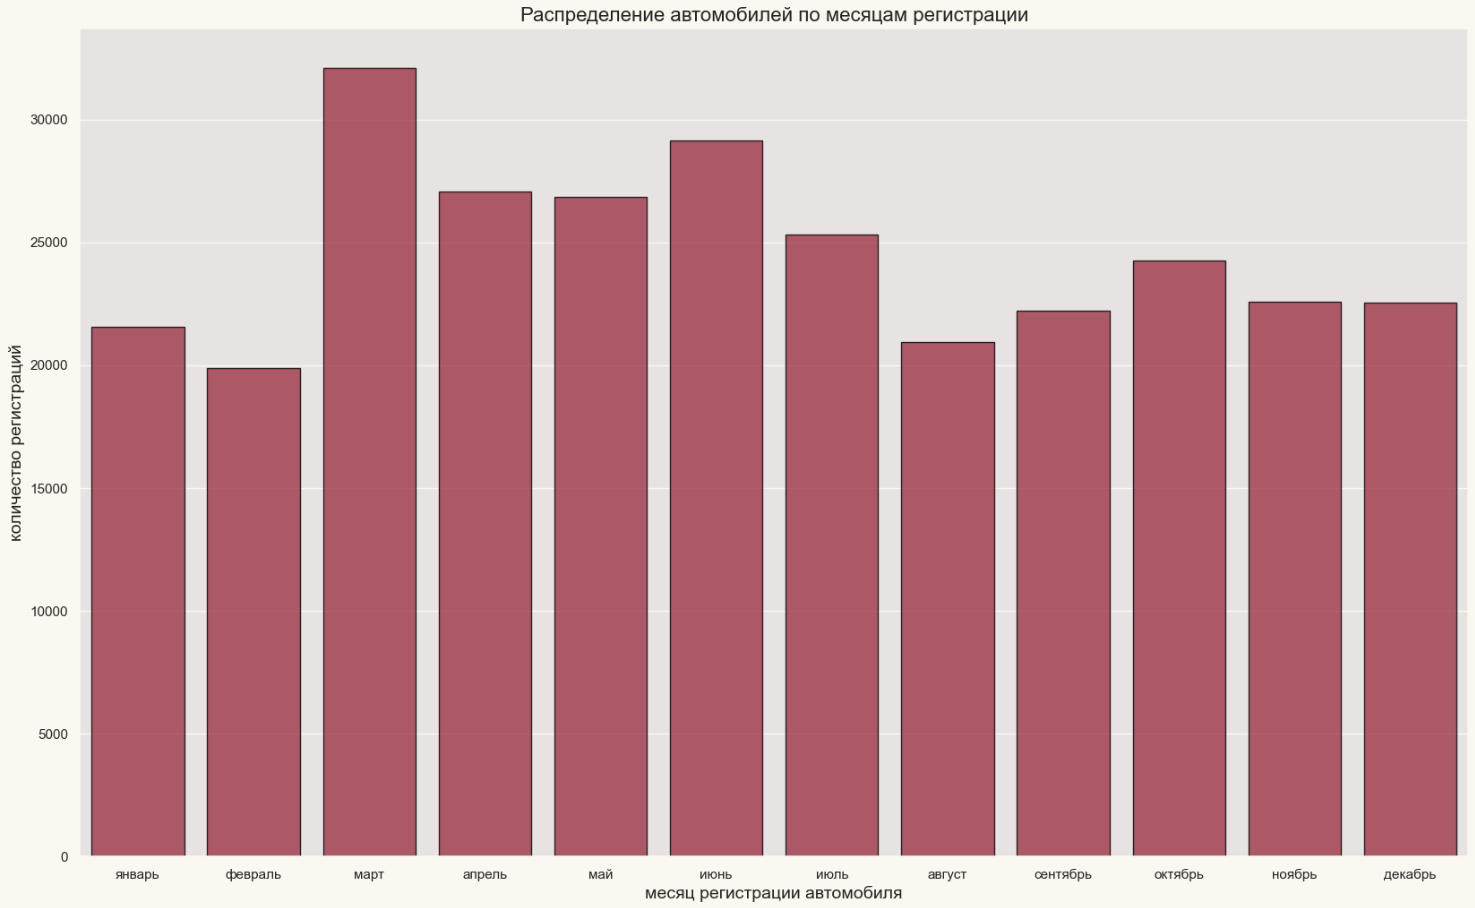 Распределение автомобилей по месяцам регистрации
количество регистраций
30000
25000
20000
15000
10000
5000
0
январь февраль март апрель май июнь июль август сентябрь октябрь ноябрь декабрь
месяц регистрации автомобиля